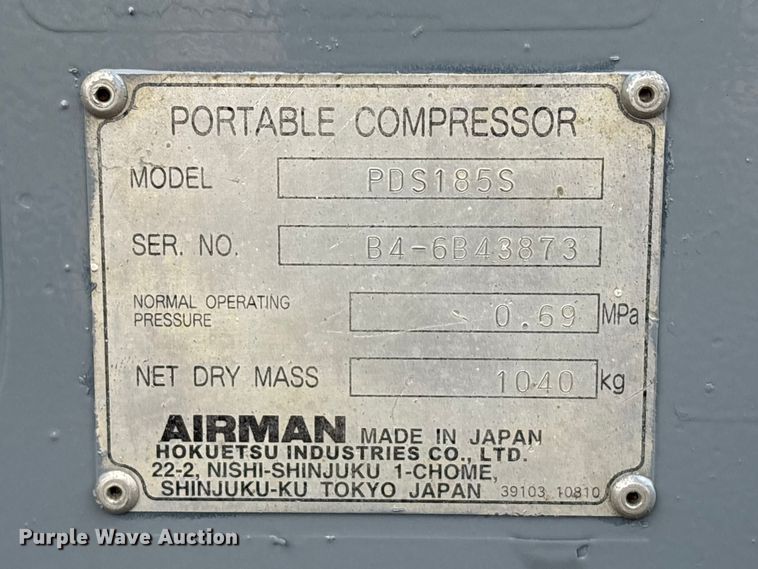 PORTABLE COMPRESSOR
MODEL PDS185S
SER. NO. B4-6B43873
NORMAL OPERATING
PRESSURE 0.69 MPa
NET DRY MASS 1040 kg
AIRMAN MADE IN JAPAN
HOKUETSU INDUSTRIES CO., LTD.
22-2, NISHI-SHINJUKU 1-CHOME,
SHINJUKU-KU TOKYO JAPAN 39103 10810
Purple Wave Auction